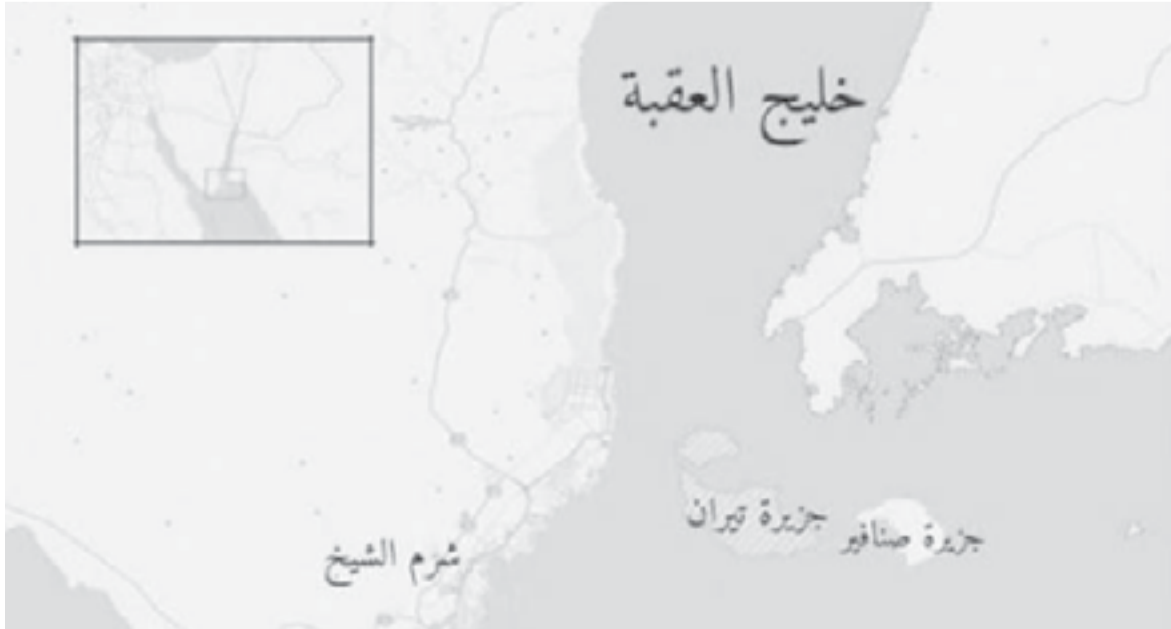 خليج العقبة
جزيرة تيران
جزيرة صنافير
شرم الشيخ